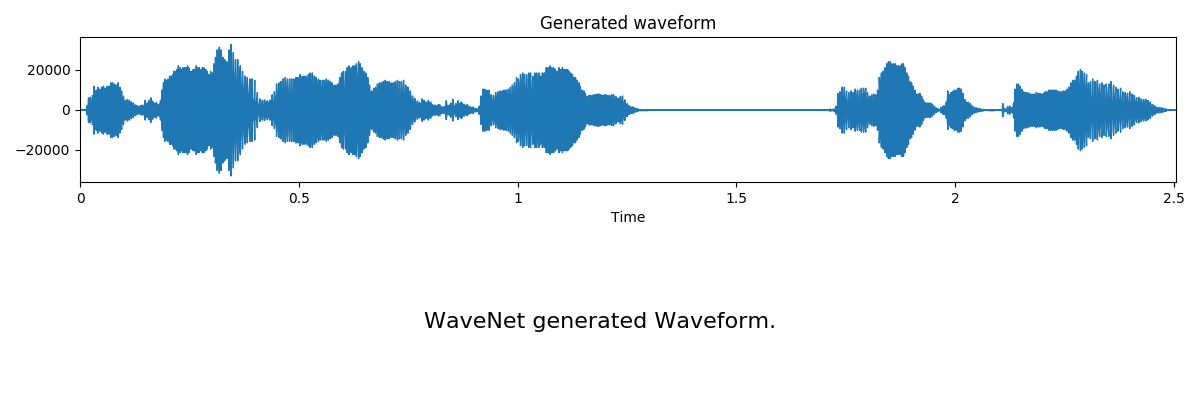 Generated waveform
20000
0
−20000
0 0.5 1 1.5 2 2.5
Time
WaveNet generated Waveform.